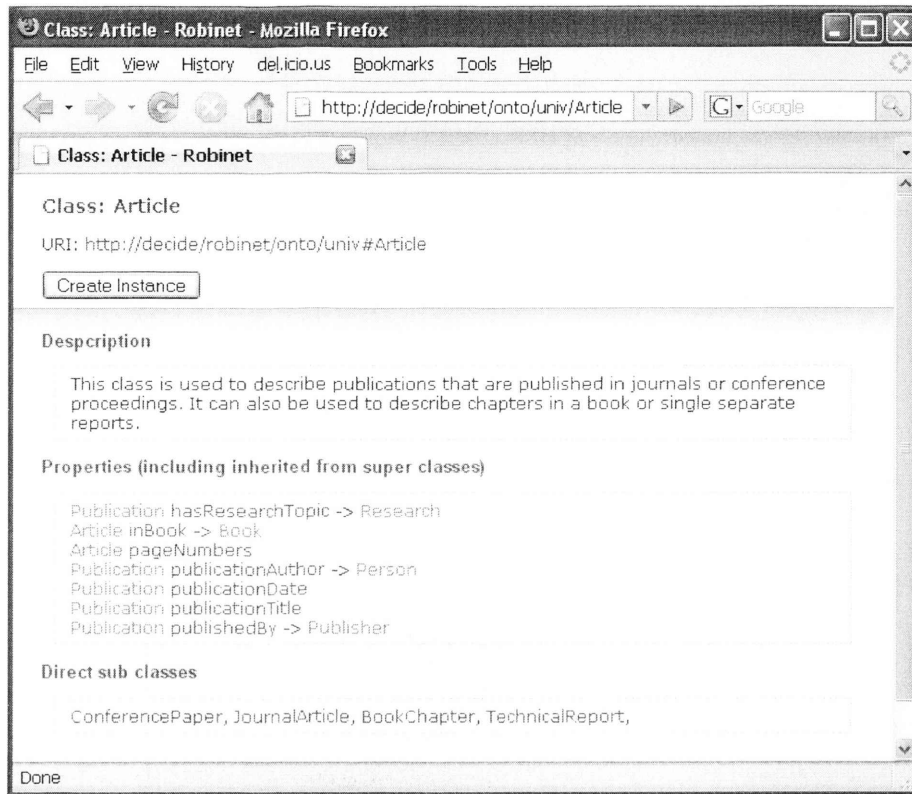 Class: Article - Robinet - Mozilla Firefox
File Edit View History del.icio.us Bookmarks Tools Help
http://decide/robinet/onto/univ/Article G Google
Class: Article - Robinet
Class: Article
URI: http://decide/robinet/onto/univ#Article
Create Instance
Despcription
This class is used to describe publications that are published in journals or conference
proceedings. It can also be used to describe chapters in a book or single separate
reports.
Properties (including inherited from super classes)
Publication hasResearchTopic -> Research
Article inBook -> Book
Article pageNumbers
Publication publicationAuthor -> Person
Publication publicationDate
Publication publicationTitle
Publication publishedBy -> Publisher
Direct sub classes
ConferencePaper, JournalArticle, BookChapter, TechnicalReport,
Done